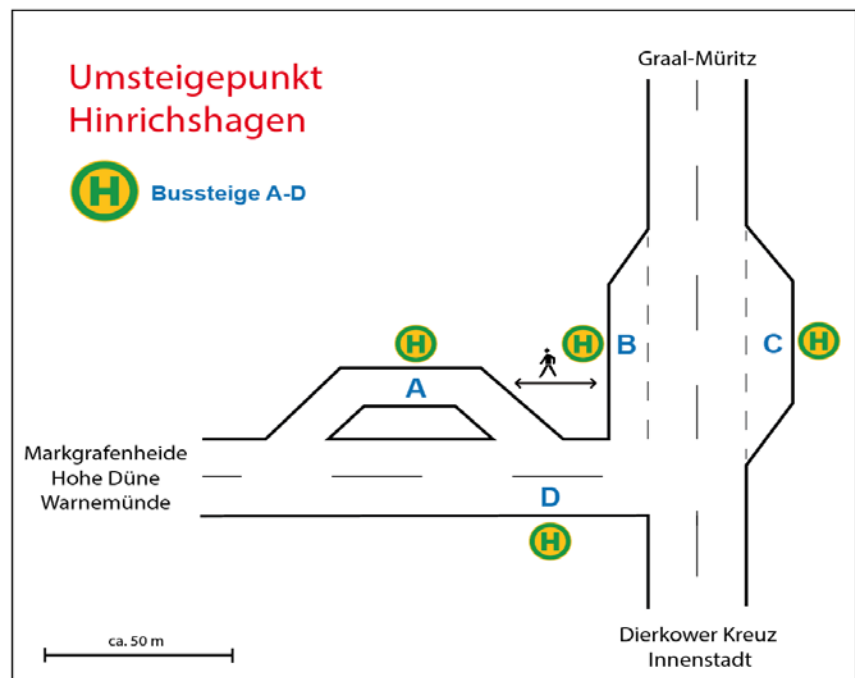 Umsteigepunkt
Hinrichshagen
H
Bussteige A-D
Graal-Müritz
H
H
B
C
H
A
Markgrafenheide
Hohe Düne
Warnemünde
D
H
Dierkower Kreuz
Innenstadt
ca. 50 m